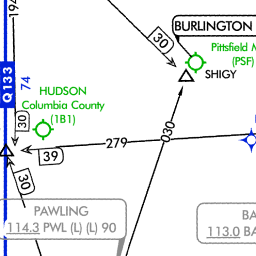 194
BURLINGTON
30
Pittsfield M
(PSF)
SHIGY
Q133
74
HUDSON
Columbia County
(1B1)
30
030
279
39
30
PAWLING
114.3 PWL (L) (L) 90
BA
113.0 BA